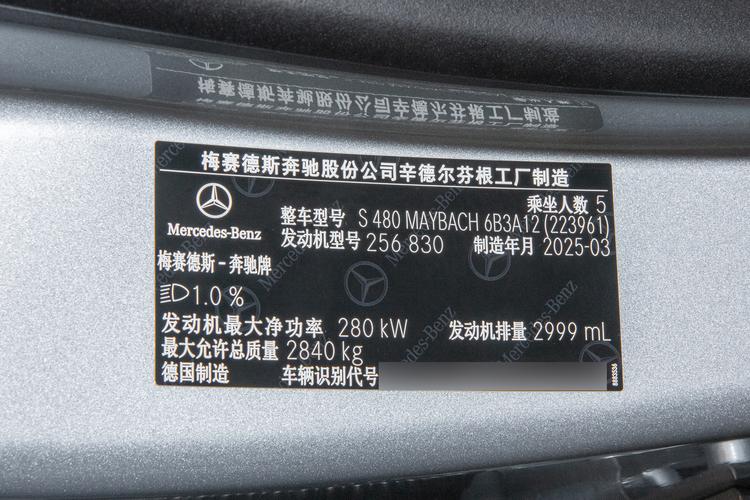 梅赛德斯奔驰股份公司辛德尔芬根工厂制造
乘坐人数 5
Mercedes-Benz
整车型号 S 480 MAYBACH 6B3A12 (223961)
发动机型号 256 830 制造年月 2025-03
梅赛德斯-奔驰牌
1.0 %
发动机最大净功率 280 kW 发动机排量 2999 mL
最大允许总质量 2840 kg
德国制造 车辆识别代号